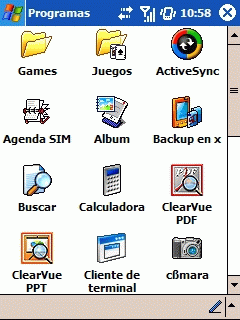 Programas 10:58
Games Juegos ActiveSync
Agenda SIM Album Backup en x
Buscar Calculadora ClearVue
PDF
ClearVue Cliente de cßmara
PPT terminal